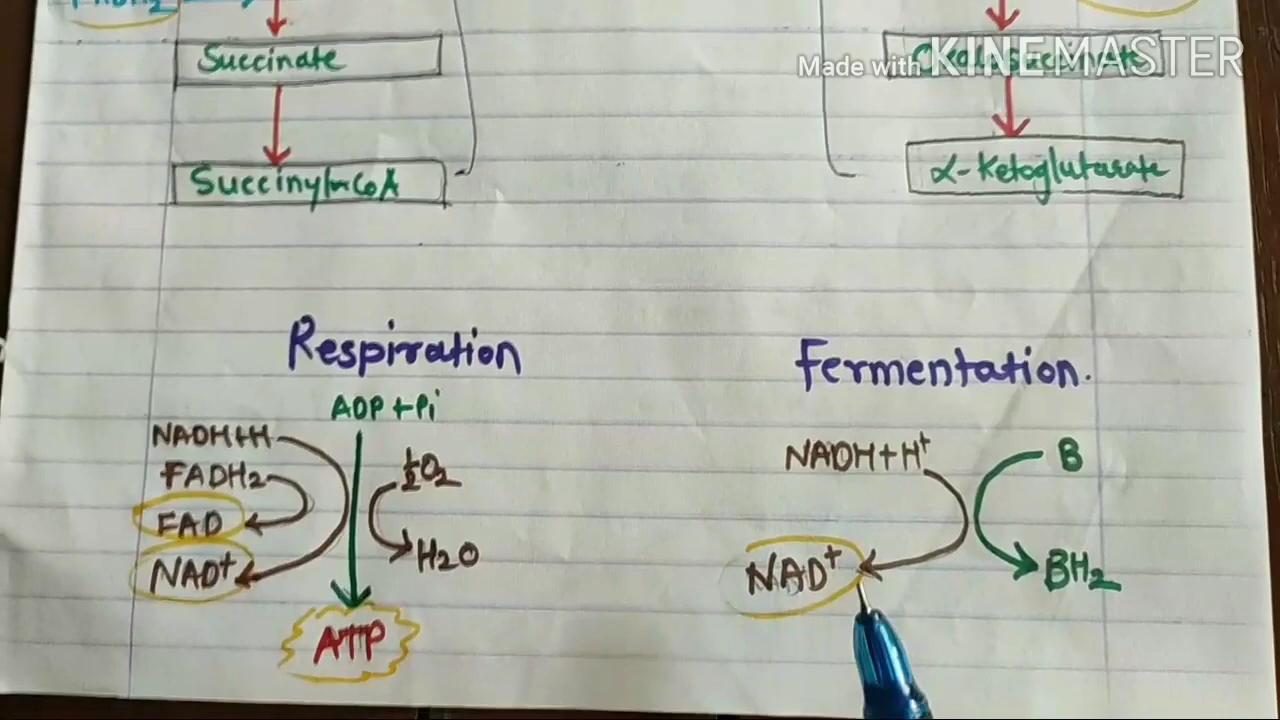 Succinate
Succinyl CoA
Made with KINEMASTER
α-Ketoglutarate
Respiration
ADP + Pi
NADH+H
FADH2
FAD
NAD+
½O2
H2O
ATP
Fermentation.
NADH+H+
B
NAD+
BH2